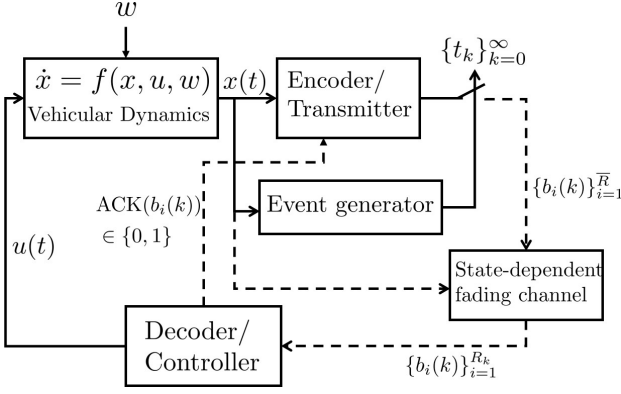 w
ẋ = f(x, u, w)
Vehicular Dynamics
x(t)
Encoder/
Transmitter
{t_k}_{k=0}^{∞}
{b_i(k)}_{i=1}^{R̅}
ACK(b_i(k))
∈ {0, 1}
Event generator
u(t)
State-dependent
fading channel
Decoder/
Controller
{b_i(k)}_{i=1}^{R_k}